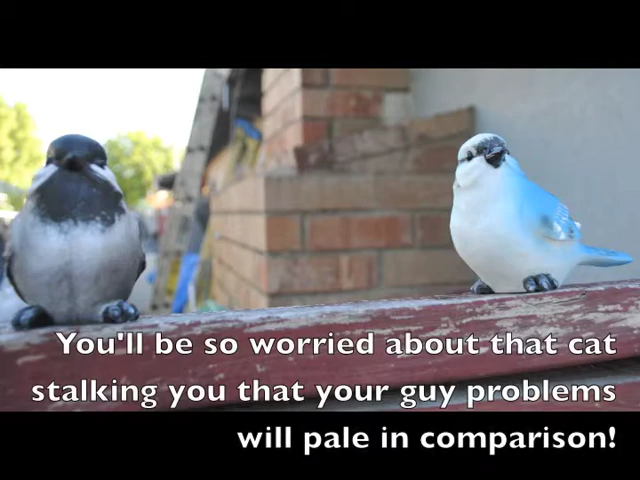 You'll be so worried about that cat
stalking you that your guy problems
will pale in comparison!